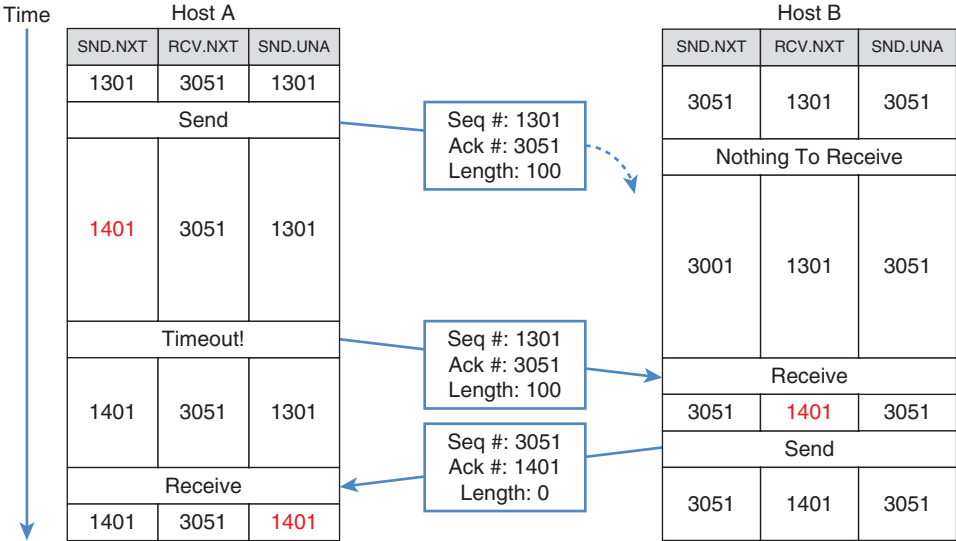 Time
Host A
SND.NXT RCV.NXT SND.UNA
1301 3051 1301
Send
1401 3051 1301
Timeout!
1401 3051 1301
Receive
1401 3051 1401
Seq #: 1301
Ack #: 3051
Length: 100
Seq #: 1301
Ack #: 3051
Length: 100
Seq #: 3051
Ack #: 1401
Length: 0
Host B
SND.NXT RCV.NXT SND.UNA
3051 1301 3051
Nothing To Receive
3001 1301 3051
Receive
3051 1401 3051
Send
3051 1401 3051